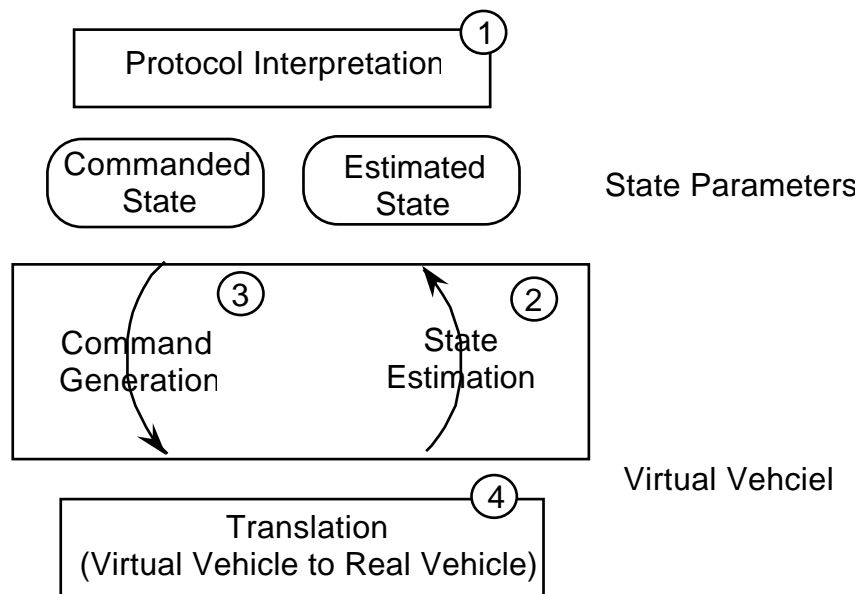 1
Protocol Interpretation
Commanded
State
Estimated
State
State Parameters
3
2
Command
Generation
State
Estimation
Virtual Vehciel
4
Translation
(Virtual Vehicle to Real Vehicle)